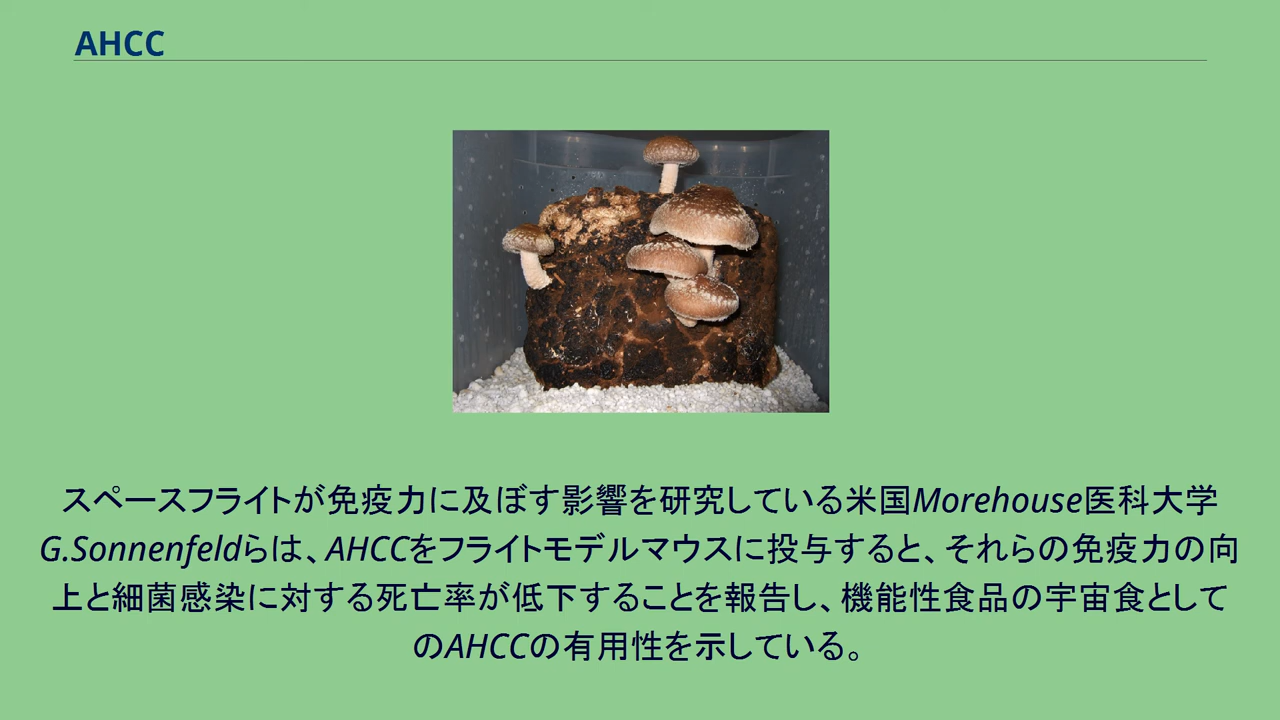 AHCC
スペースフライトが免疫力に及ぼす影響を研究している米国Morehouse医科大学
G.Sonnenfeldらは、AHCCをフライトモデルマウスに投与すると、それらの免疫力の向
上と細菌感染に対する死亡率が低下することを報告し、機能性食品の宇宙食として
のAHCCの有用性を示している。